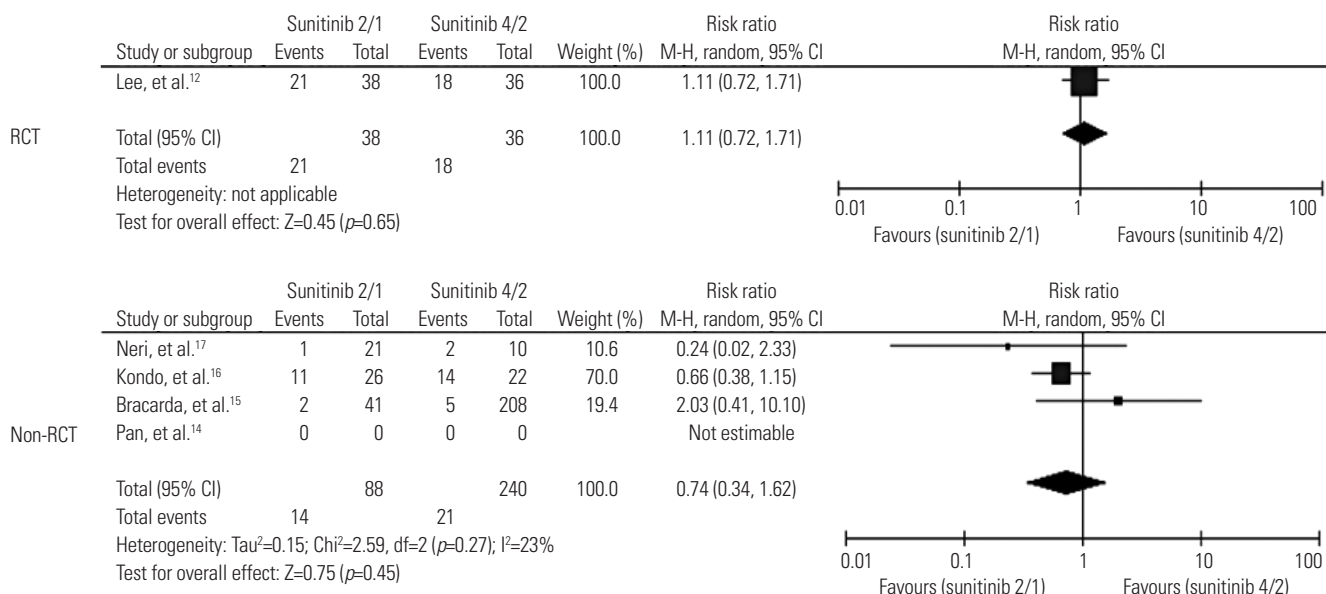 Sunitinib 2/1 Sunitinib 4/2 Risk ratio Risk ratio
Study or subgroup Events Total Events Total Weight (%) M-H, random, 95% CI M-H, random, 95% CI
Lee, et al.¹² 21 38 18 36 100.0 1.11 (0.72, 1.71)
RCT Total (95% CI) 38 36 100.0 1.11 (0.72, 1.71)
Total events 21 18
Heterogeneity: not applicable
Test for overall effect: Z=0.45 (p=0.65)
0.01 0.1 1 10 100
Favours (sunitinib 2/1) Favours (sunitinib 4/2)
Sunitinib 2/1 Sunitinib 4/2 Risk ratio Risk ratio
Study or subgroup Events Total Events Total Weight (%) M-H, random, 95% CI M-H, random, 95% CI
Neri, et al.¹⁷ 1 21 2 10 10.6 0.24 (0.02, 2.33)
Kondo, et al.¹⁶ 11 26 14 22 70.0 0.66 (0.38, 1.15)
Bracarda, et al.¹⁵ 2 41 5 208 19.4 2.03 (0.41, 10.10)
Non-RCT Pan, et al.¹⁴ 0 0 0 0 Not estimable
Total (95% CI) 88 240 100.0 0.74 (0.34, 1.62)
Total events 14 21
Heterogeneity: Tau²=0.15; Chi²=2.59, df=2 (p=0.27); I²=23%
Test for overall effect: Z=0.75 (p=0.45)
0.01 0.1 1 10 100
Favours (sunitinib 2/1) Favours (sunitinib 4/2)